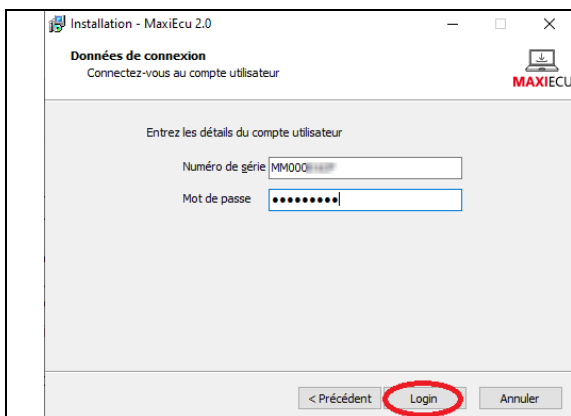 Installation - MaxiEcu 2.0
Données de connexion
Connectez-vous au compte utilisateur
MAXIECU
Entrez les détails du compte utilisateur
Numéro de série MM000
Mot de passe •••••••••
< Précédent Login Annuler